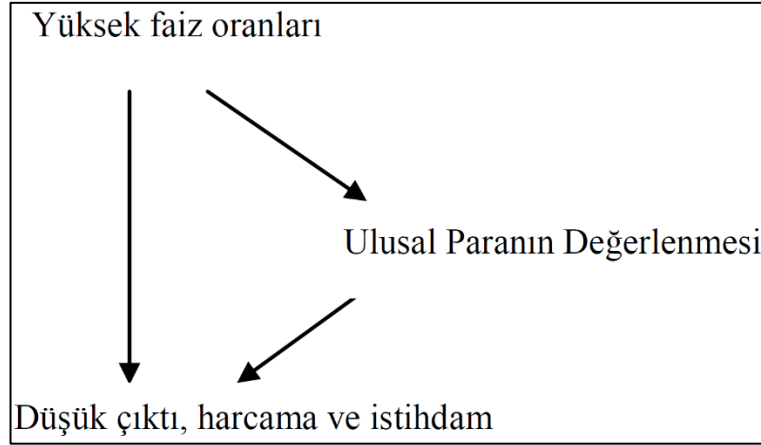 Yüksek faiz oranları
Ulusal Paranın Değerlenmesi
Düşük çıktı, harcama ve istihdam